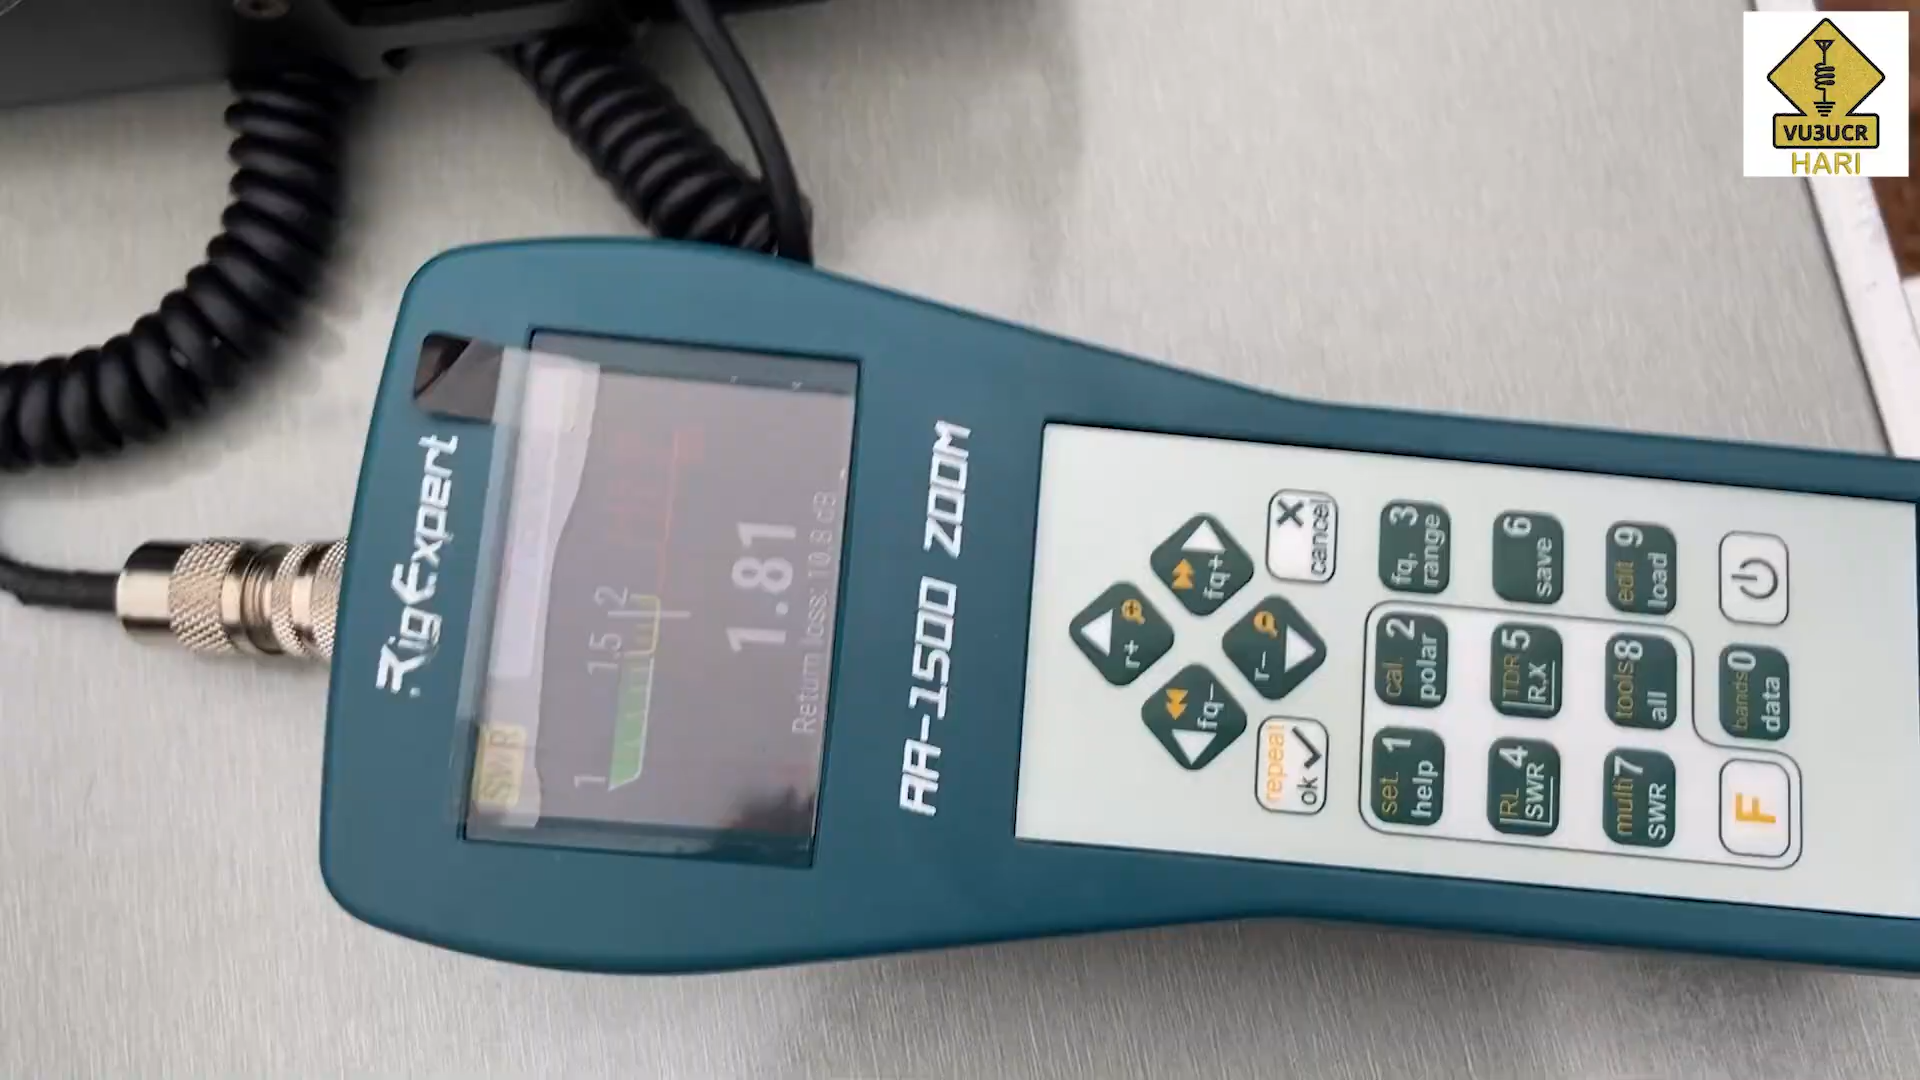 VU3UCR
HARI
RigExpert
SWR
1 1.5 2
1.81
Return loss: 10.8 dB
AA-1500 ZOOM
r+
fq+
fq-
r-
cancel
repeat
ok
set. 1
help
cal. 2
polar
fq, 3
range
RL 4
SWR
TDR 5
R,X
6
save
multi 7
SWR
tools 8
all
edit 9
load
F
bands 0
data